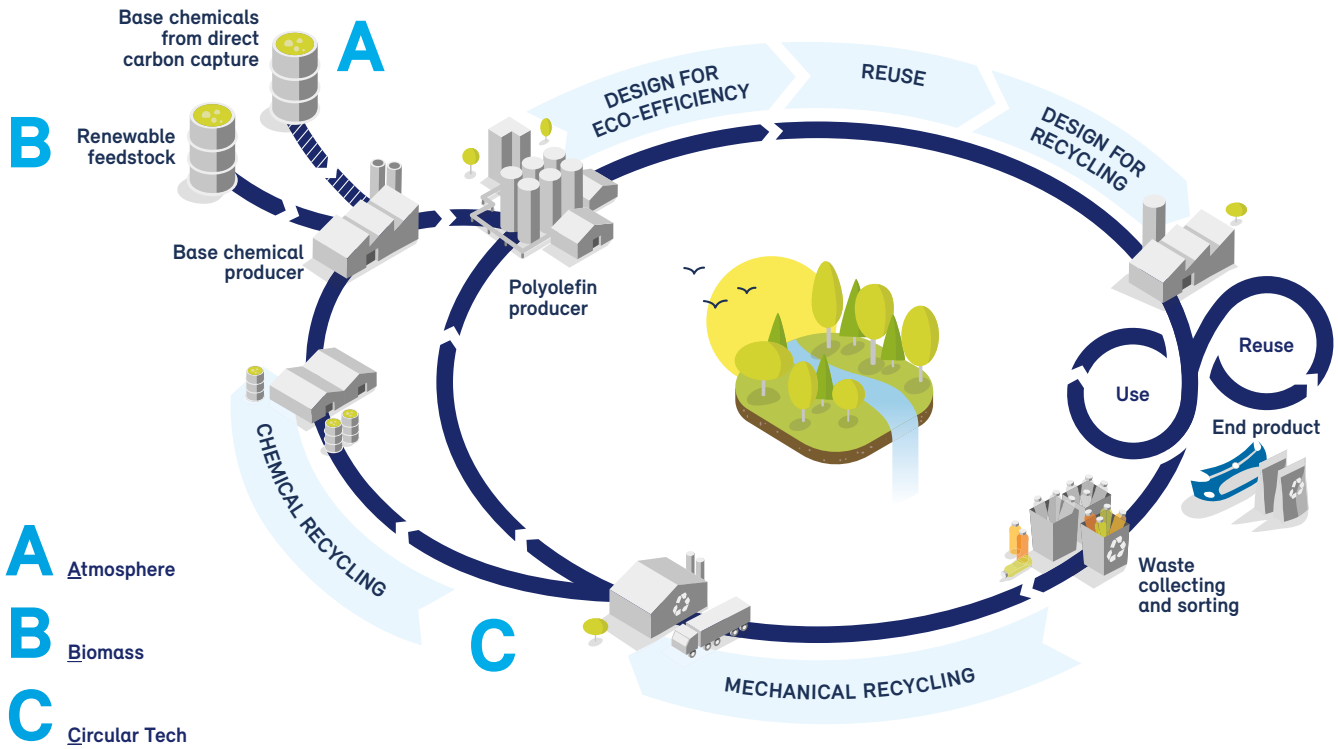 Base chemicals
from direct
carbon capture
A
B
Renewable
feedstock
Base chemical
producer
Polyolefin
producer
DESIGN FOR
ECO-EFFICIENCY
REUSE
DESIGN FOR
RECYCLING
Use
Reuse
End product
Waste
collecting
and sorting
MECHANICAL RECYCLING
C
CHEMICAL RECYCLING
A
Atmosphere
B
Biomass
C
Circular Tech